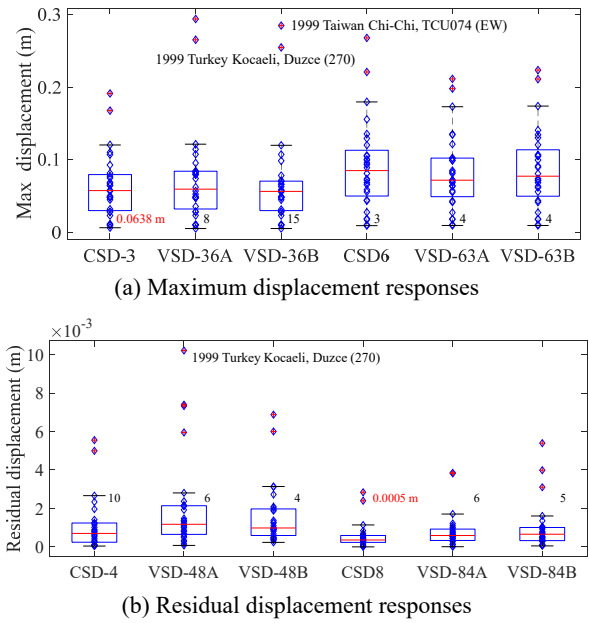 0.3
0.2
0.1
0
Max displacement (m)
1999 Taiwan Chi-Chi, TCU074 (EW)
1999 Turkey Kocaeli, Duzce (270)
0.0638 m
8
15
3
4
4
CSD-3 VSD-36A VSD-36B CSD6 VSD-63A VSD-63B
(a) Maximum displacement responses
×10-3
10
8
6
4
2
0
Residual displacement (m)
1999 Turkey Kocaeli, Duzce (270)
10
6
4
0.0005 m
6
5
CSD-4 VSD-48A VSD-48B CSD8 VSD-84A VSD-84B
(b) Residual displacement responses